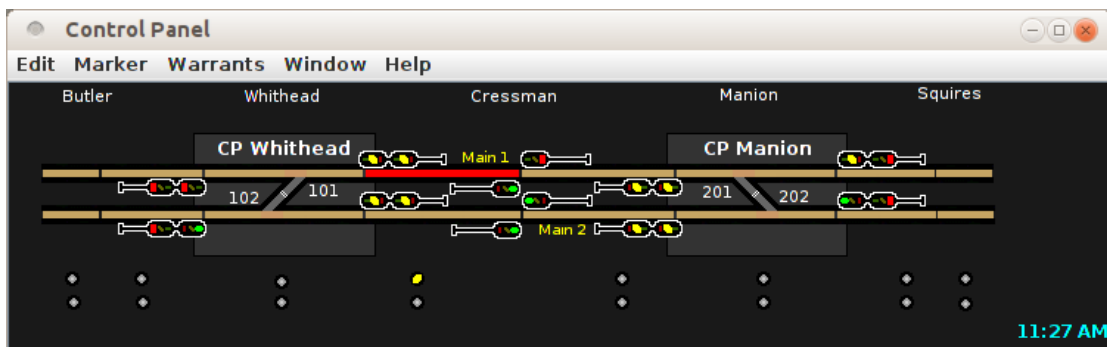 Control Panel
Edit Marker Warrants Window Help
Butler Whithead Cressman Manion Squires
CP Whithead Main 1 CP Manion
102 101 201 202
Main 2
11:27 AM